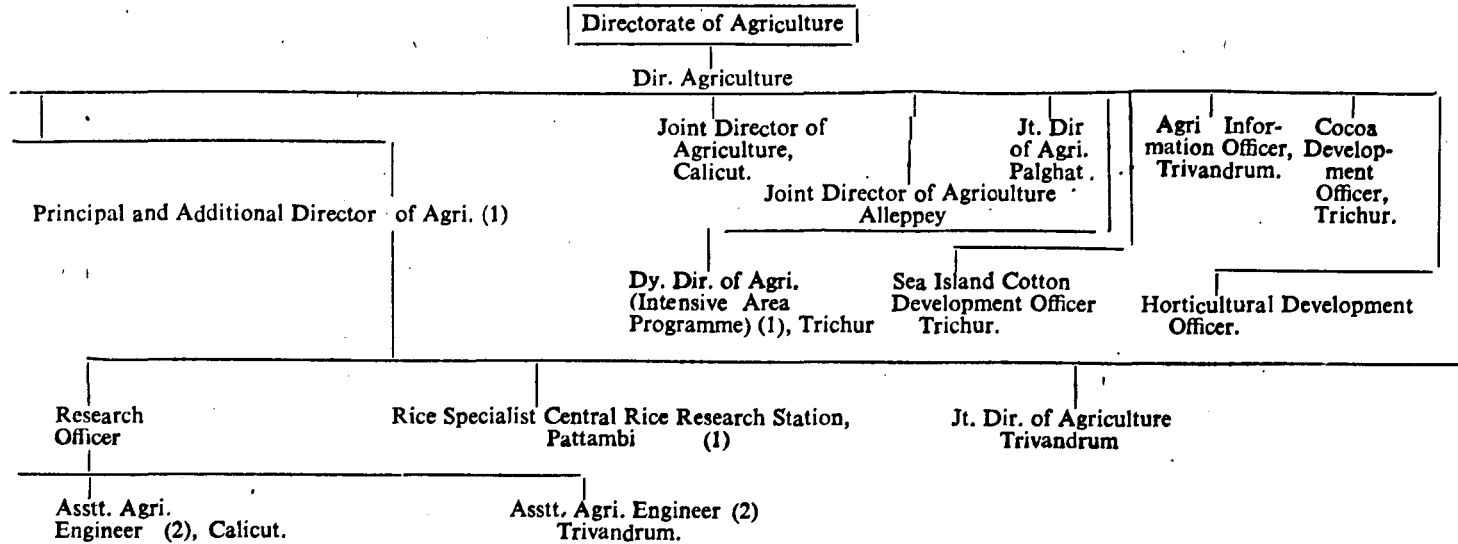 Directorate of Agriculture
Dir. Agriculture
Joint Director of
Agriculture,
Calicut.
Jt. Dir
of Agri.
Palghat.
Agri Infor-
mation Officer,
Trivandrum.
Cocoa
Develop-
ment
Officer,
Trichur.
Joint Director of Agriculture
Alleppey
Principal and Additional Director of Agri. (1)
Dy. Dir. of Agri.
(Intensive Area
Programme) (1), Trichur
Sea Island Cotton
Development Officer
Trichur.
Horticultural Development
Officer.
Research
Officer
Rice Specialist Central Rice Research Station,
Pattambi (1)
Jt. Dir. of Agriculture
Trivandrum
Asstt. Agri.
Engineer (2), Calicut.
Asstt. Agri. Engineer (2)
Trivandrum.